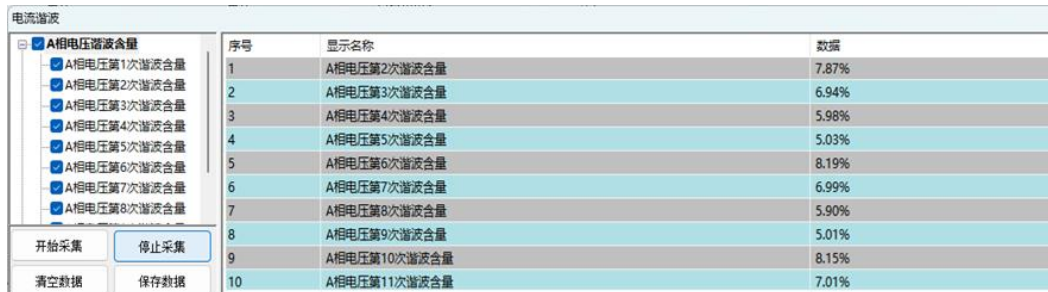 电流谐波
A相电压谐波含量
A相电压第1次谐波含量
A相电压第2次谐波含量
A相电压第3次谐波含量
A相电压第4次谐波含量
A相电压第5次谐波含量
A相电压第6次谐波含量
A相电压第7次谐波含量
A相电压第8次谐波含量
开始采集 停止采集
清空数据 保存数据
序号 显示名称 数据
1 A相电压第2次谐波含量 7.87%
2 A相电压第3次谐波含量 6.94%
3 A相电压第4次谐波含量 5.98%
4 A相电压第5次谐波含量 5.03%
5 A相电压第6次谐波含量 8.19%
6 A相电压第7次谐波含量 6.99%
7 A相电压第8次谐波含量 5.90%
8 A相电压第9次谐波含量 5.01%
9 A相电压第10次谐波含量 8.15%
10 A相电压第11次谐波含量 7.01%